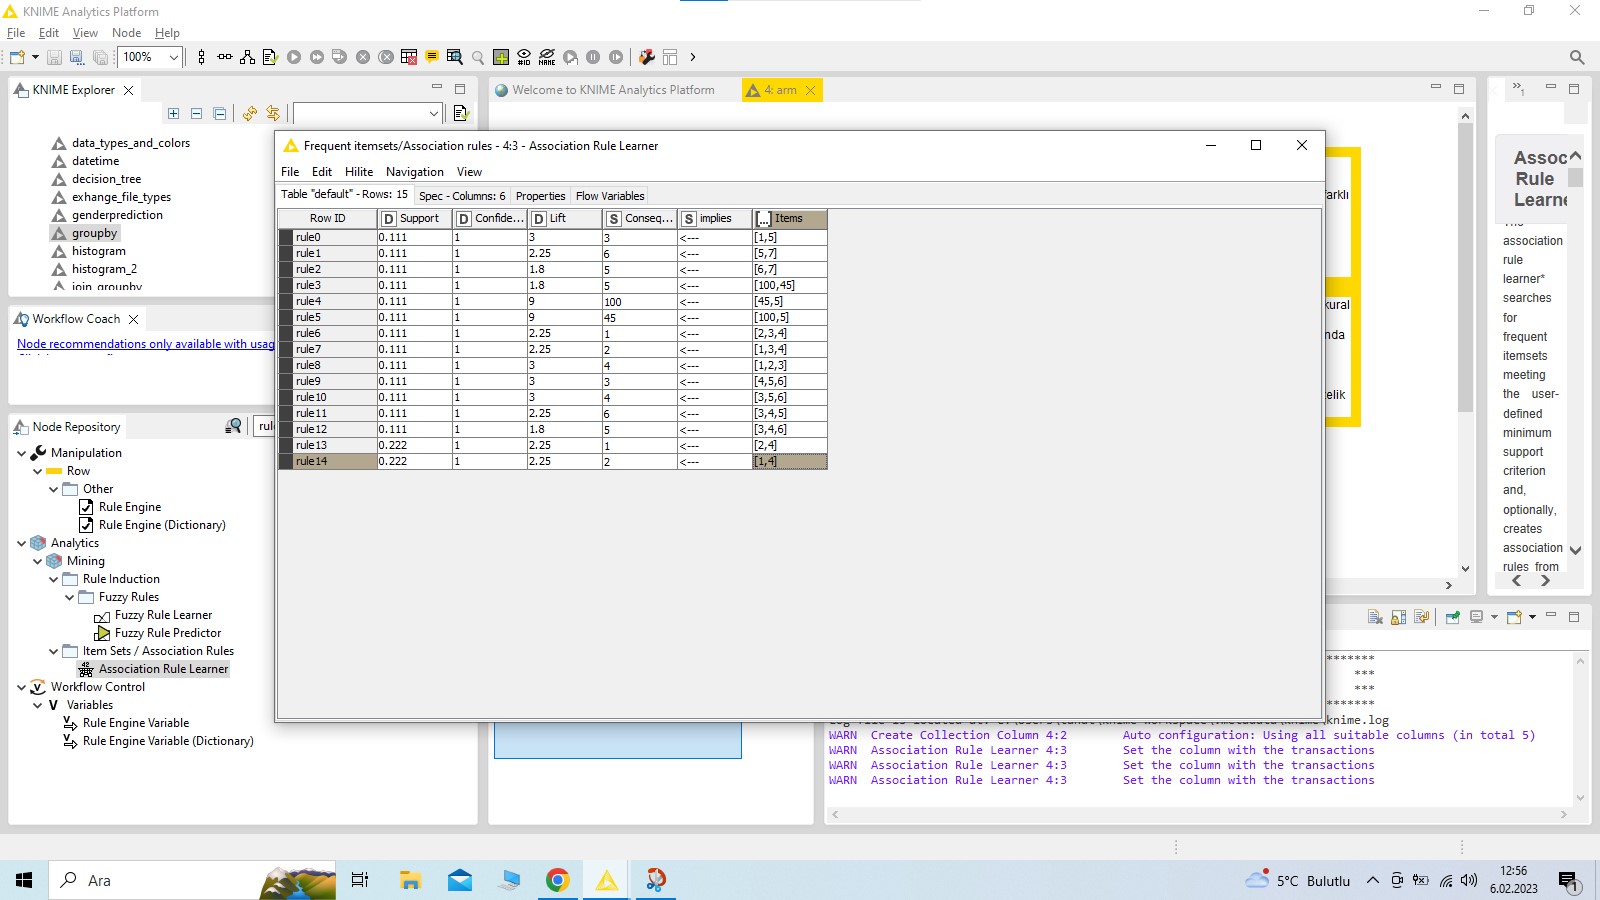 KNIME Analytics Platform
File Edit View Node Help
100%
KNIME Explorer
data_types_and_colors
datetime
decision_tree
exhange_file_types
genderprediction
groupby
histogram
histogram_2
join_groupby
Workflow Coach
Node recommendations only available with usag
Node Repository
rul
Manipulation
Row
Other
Rule Engine
Rule Engine (Dictionary)
Analytics
Mining
Rule Induction
Fuzzy Rules
Fuzzy Rule Learner
Fuzzy Rule Predictor
Item Sets / Association Rules
Association Rule Learner
Workflow Control
Variables
Rule Engine Variable
Rule Engine Variable (Dictionary)
Welcome to KNIME Analytics Platform
4: arm
Frequent itemsets/Association rules - 4:3 - Association Rule Learner
File Edit Hilite Navigation View
Table "default" - Rows: 15 Spec - Columns: 6 Properties Flow Variables
Row ID D Support D Confide... D Lift S Conseq... S implies [...] Items
rule0 0.111 1 3 3 <--- [1,5]
rule1 0.111 1 2.25 6 <--- [5,7]
rule2 0.111 1 1.8 5 <--- [6,7]
rule3 0.111 1 1.8 5 <--- [100,45]
rule4 0.111 1 9 100 <--- [45,5]
rule5 0.111 1 9 45 <--- [100,5]
rule6 0.111 1 2.25 1 <--- [2,3,4]
rule7 0.111 1 2.25 2 <--- [1,3,4]
rule8 0.111 1 3 4 <--- [1,2,3]
rule9 0.111 1 3 3 <--- [4,5,6]
rule10 0.111 1 3 4 <--- [3,5,6]
rule11 0.111 1 2.25 6 <--- [3,4,5]
rule12 0.111 1 1.8 5 <--- [3,4,6]
rule13 0.222 1 2.25 1 <--- [2,4]
rule14 0.222 1 2.25 2 <--- [1,4]
farklı
kural
nda
telik
»1
Assoc
Rule
Learne
The
association
rule
learner*
searches
for
frequent
itemsets
meeting
the user-
defined
minimum
support
criterion
and,
optionally,
creates
association
rules from
*******
***
***
*******
knime.log
WARN Create Collection Column 4:2 Auto configuration: Using all suitable columns (in total 5)
WARN Association Rule Learner 4:3 Set the column with the transactions
WARN Association Rule Learner 4:3 Set the column with the transactions
WARN Association Rule Learner 4:3 Set the column with the transactions
Ara
5°C Bulutlu
12:56
6.02.2023
1